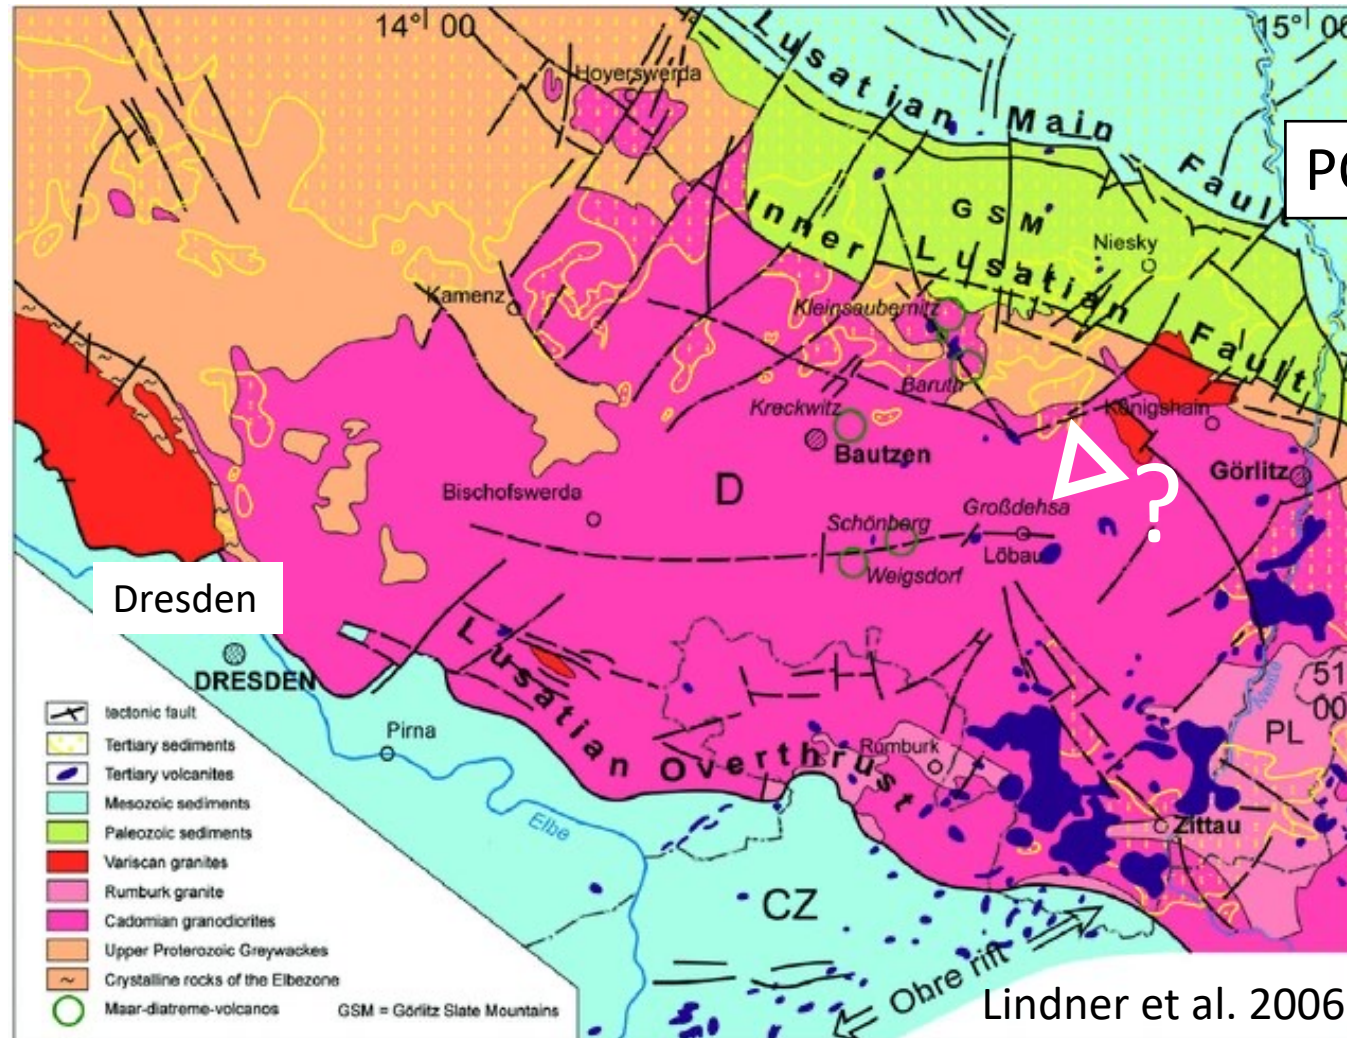 14° 00
15° 00
Hoyerswerda
Lusatian Main Fault
PO
GSM
Niesky
Inner Lusatian Fault
Kamenz
Kleinsaubernitz
Baruth
Kreckwitz
Königshain
Bautzen
Görlitz
D
Bischofswerda
?
Großdehsa
Schönberg
Löbau
Weigsdorf
Dresden
DRESDEN
Lusatian Overthrust
51
00
Neiße
PL
Pirna
Rumburk
Zittau
Elbe
CZ
Ohre rift
tectonic fault
Tertiary sediments
Tertiary volcanites
Mesozoic sediments
Paleozoic sediments
Variscan granites
Rumburk granite
Cadomian granodiorites
Upper Proterozoic Greywackes
~ Crystalline rocks of the Elbezone
Maar-diatreme-volcanos
GSM = Görlitz Slate Mountains
Lindner et al. 2006